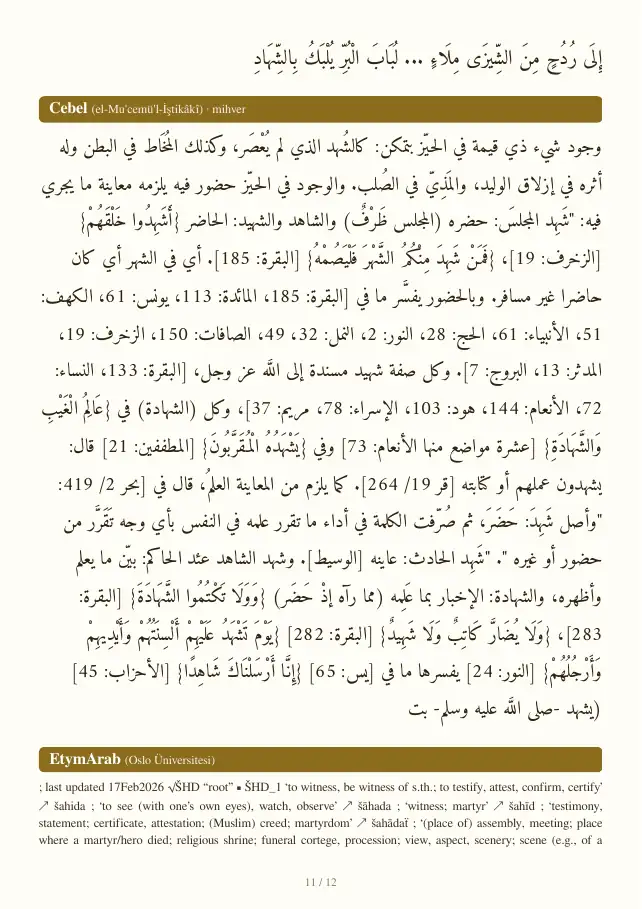 إِلَى رُدُحٍ مِنَ الشِّيزَى مِلَاءٍ ... لُبَابَ الْبُرِّ يُلْبَكُ بِالشِّهَادِ
Cebel (el-Mu'cemü'l-İştikâkî) · mihver
وجود شيء ذي قيمة في الحيّز بتمكن: كالشُهد الذي لم يُعْصَر، وكذلك المُخَاط في البطن وله
أثره في إزلاق الوليد، والمَذِيّ في الصُلب. والوجود في الحيّز حضور فيه يلزمه معاينة ما يجري
فيه: "شَهِد المجلسَ: حضره (المجلس ظَرْفٌ) والشاهد والشهيد: الحاضر {أَشَهِدُوا خَلْقَهُمْ}
[الزخرف: 19]، {فَمَنْ شَهِدَ مِنْكُمُ الشَّهْرَ فَلْيَصُمْهُ} [البقرة: 185]. أي في الشهر أي كان
حاضرا غير مسافر. وبالحضور يفسَّر ما في [البقرة: 185، المائدة: 113، يونس: 61، الكهف:
51، الأنبياء: 61، الحج: 28، النور: 2، النمل: 32، 49، الصافات: 150، الزخرف: 19،
المدثر: 13، البروج: 7]. وكل صفة شهيد مسندة إلى الله عز وجل، [البقرة: 133، النساء:
72، الأنعام: 144، هود: 103، الإسراء: 78، مريم: 37]، وكل (الشهادة) في {عَالِمُ الْغَيْبِ
وَالشَّهَادَةِ} [عشرة مواضع منها الأنعام: 73] وفي {يَشْهَدُهُ الْمُقَرَّبُونَ} [المطففين: 21] قال:
يشهدون عملهم أو كتابته [قر 19/ 264]. كما يلزم من المعاينة العلمُ، قال في [بحر 2/ 419:
"وأصل شَهِد: حَضَرَ، ثم صُرّفت الكلمة في أداء ما تقرر علمه في النفس بأي وجه تَقَرَّر من
حضور أو غيره ". "شَهِد الحادث: عاينه [الوسيط]. وشهد الشاهد عند الحاكم: بيّن ما يعلم
وأظهره، والشهادة: الإخبار بما عَلِمه (مما رآه إذْ حَضَر) {وَوَلَا تَكْتُمُوا الشَّهَادَةَ} [البقرة:
283]، {وَلَا يُضَارَّ كَاتِبٌ وَلَا شَهِيدٌ} [البقرة: 282] {يَوْمَ تَشْهَدُ عَلَيْهِمْ أَلْسِنَتُهُمْ وَأَيْدِيهِمْ
وَأَرْجُلُهُمْ} [النور: 24] يفسرها ما في [يس: 65] {إِنَّا أَرْسَلْنَاكَ شَاهِدًا} [الأحزاب: 45]
(يشهد -صلى الله عليه وسلم- بت
EtymArab (Oslo Üniversitesi)
; last updated 17Feb2026 √ŠHD “root” ▪ ŠHD_1 ‘to witness, be witness of s.th.; to testify, attest, confirm, certify’
↗ šahida ; ‘to see (with one’s own eyes), watch, observe’ ↗ šāhada ; ‘witness; martyr’ ↗ šahīd ; ‘testimony,
statement; certificate, attestation; (Muslim) creed; martyrdom’ ↗ šahādaẗ ; ‘(place of) assembly, meeting; place
where a martyr/hero died; religious shrine; funeral cortege, procession; view, aspect, scenery; scene (e.g., of a
11 / 12